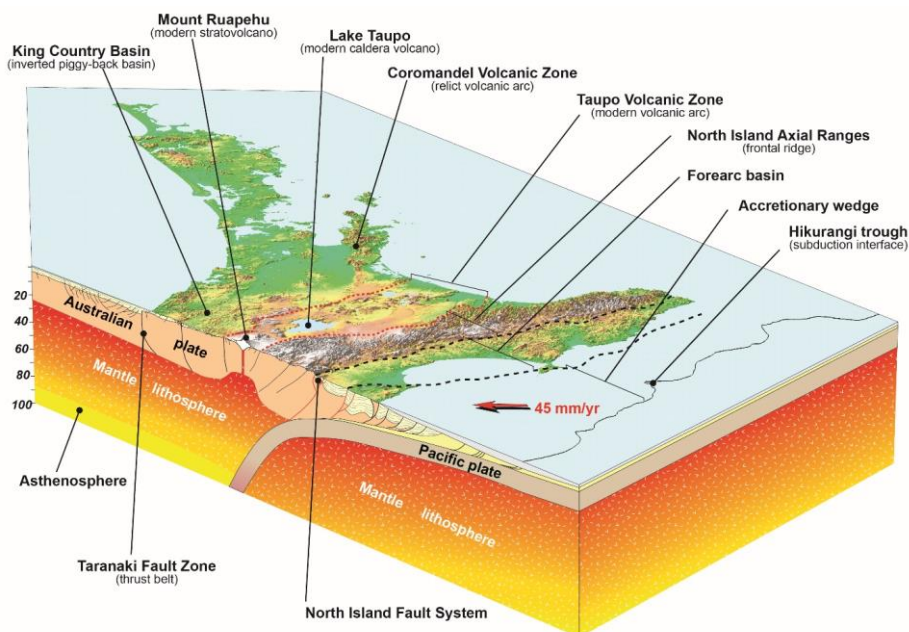 Mount Ruapehu
(modern stratovolcano)
King Country Basin
(inverted piggy-back basin)
Lake Taupo
(modern caldera volcano)
Coromandel Volcanic Zone
(relict volcanic arc)
Taupo Volcanic Zone
(modern volcanic arc)
North Island Axial Ranges
(frontal ridge)
Forearc basin
Accretionary wedge
Hikurangi trough
(subduction interface)
20
40
60
80
100
Australian
plate
Mantle
lithosphere
45 mm/yr
Pacific plate
Mantle
lithosphere
Asthenosphere
Taranaki Fault Zone
(thrust belt)
North Island Fault System